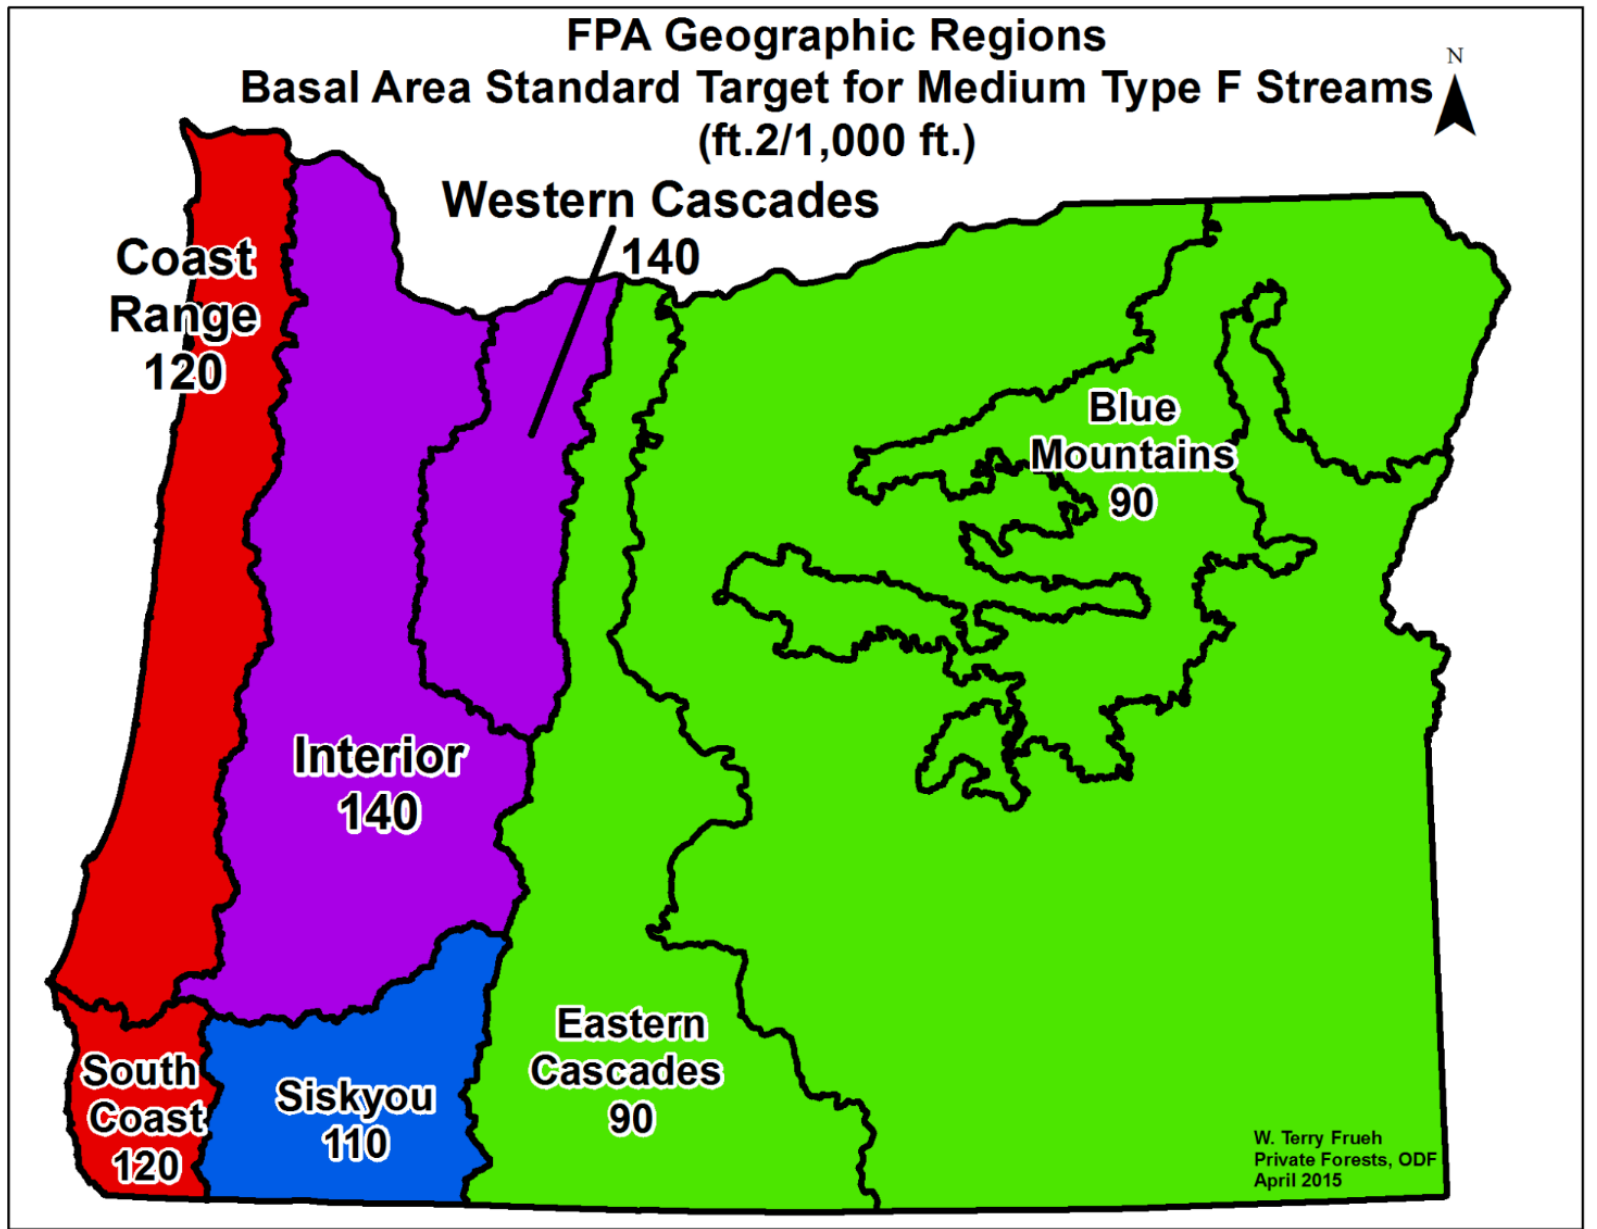 FPA Geographic Regions
Basal Area Standard Target for Medium Type F Streams
(ft.2/1,000 ft.)
N
Western Cascades
140
Coast
Range
120
Blue
Mountains
90
Interior
140
Eastern
Cascades
90
South
Coast
120
Siskyou
110
W. Terry Frueh
Private Forests, ODF
April 2015